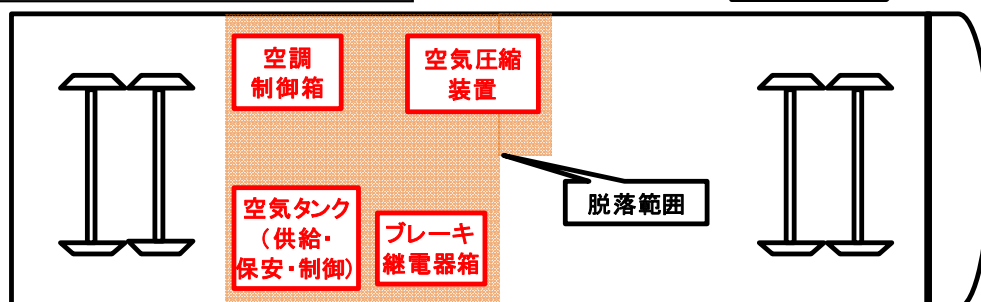 空調
制御箱
空気圧縮
装置
脱落範囲
空気タンク
(供給・
保安・制御)
ブレーキ
継電器箱